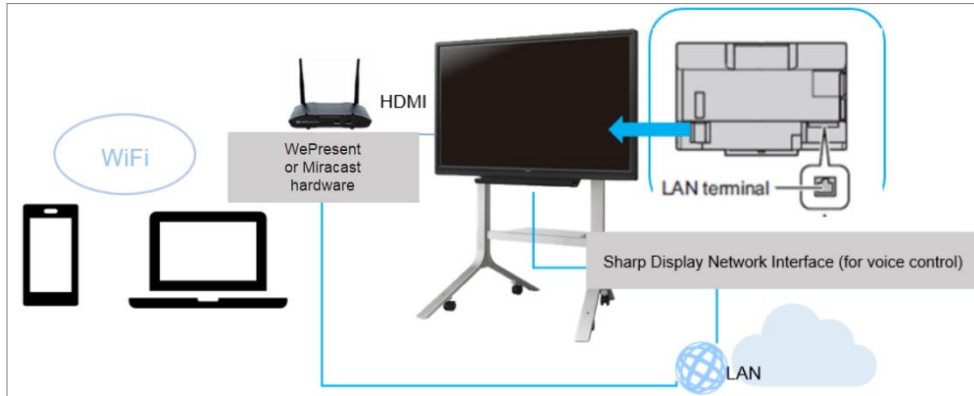 HDMI
WiFi
WePresent
or Miracast
hardware
LAN terminal
Sharp Display Network Interface (for voice control)
LAN